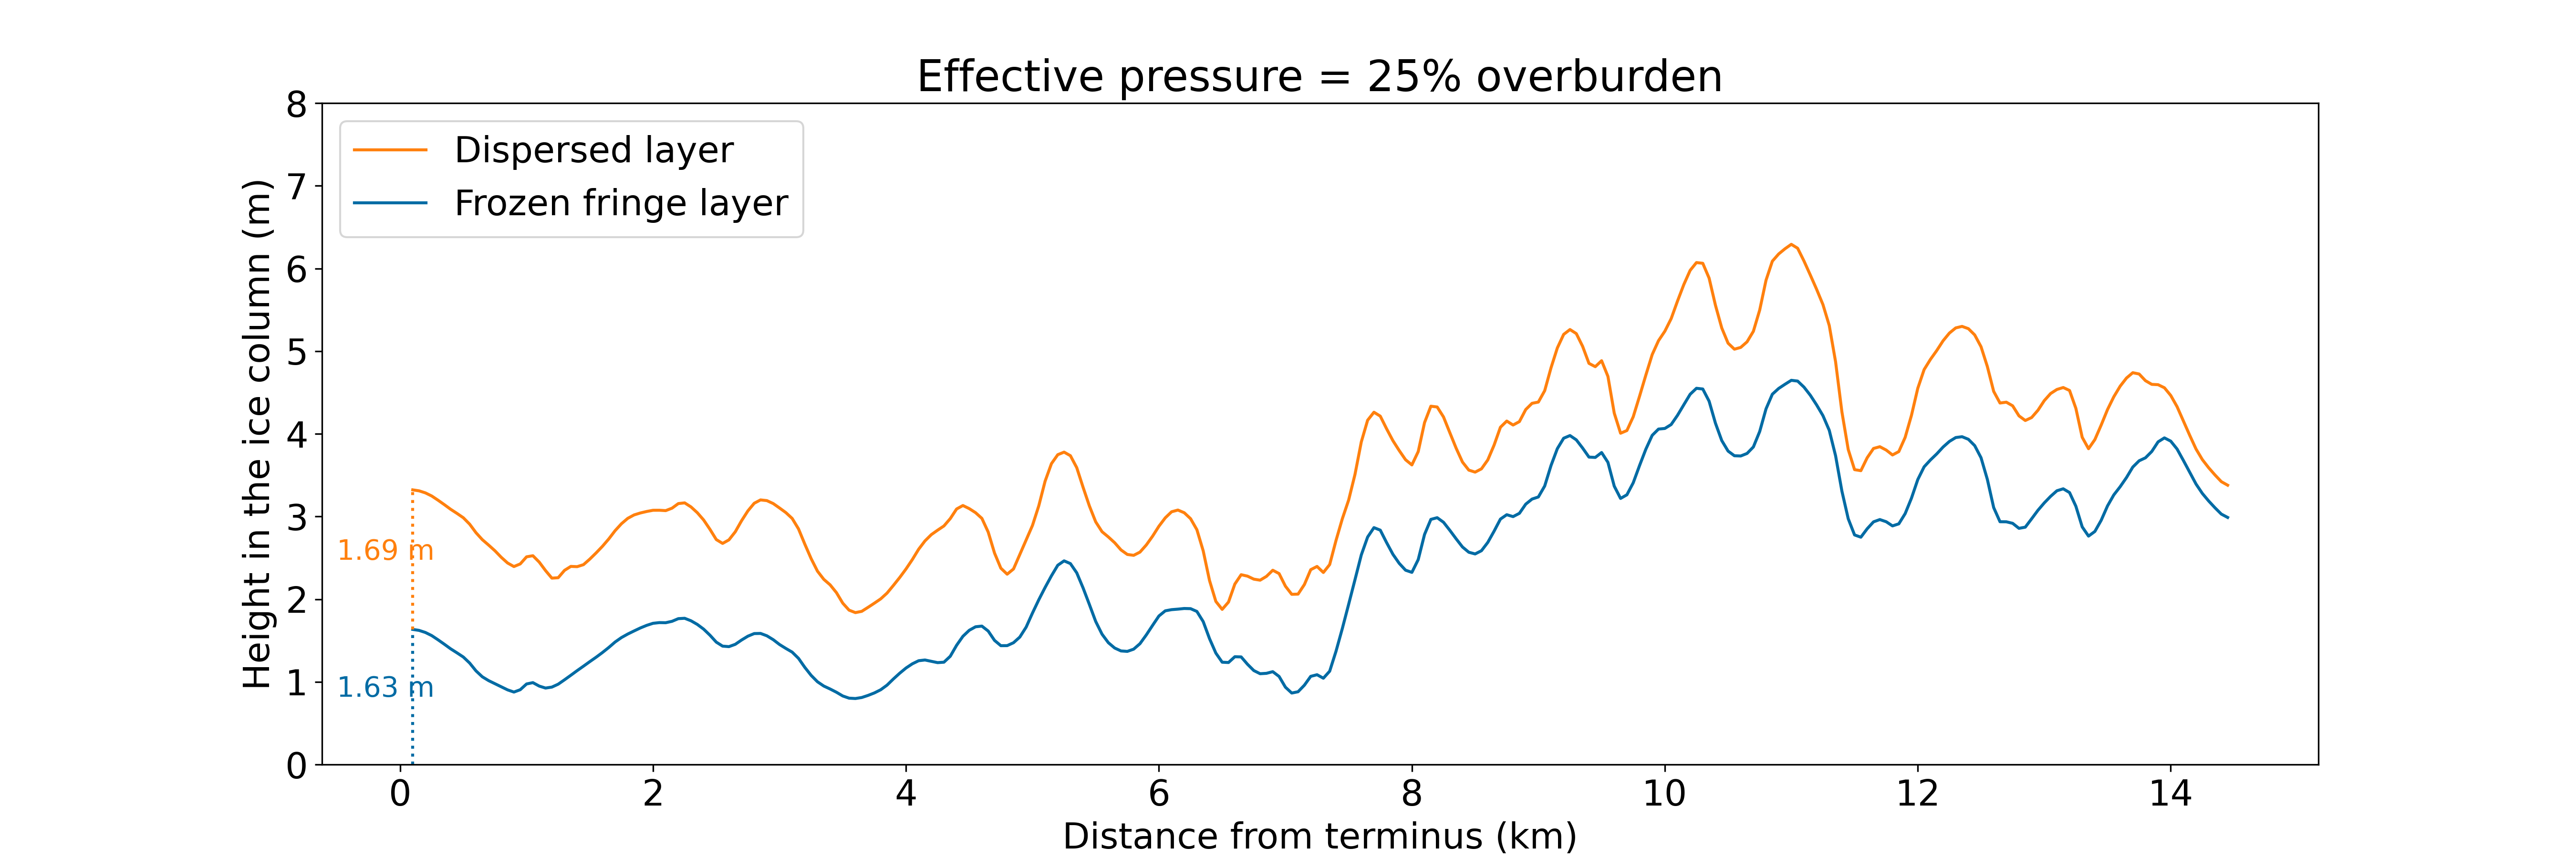 Effective pressure = 25% overburden
Dispersed layer
Frozen fringe layer
Height in the ice column (m)
8
7
6
5
4
3
2
1
0
1.69 m
1.63 m
0 2 4 6 8 10 12 14
Distance from terminus (km)